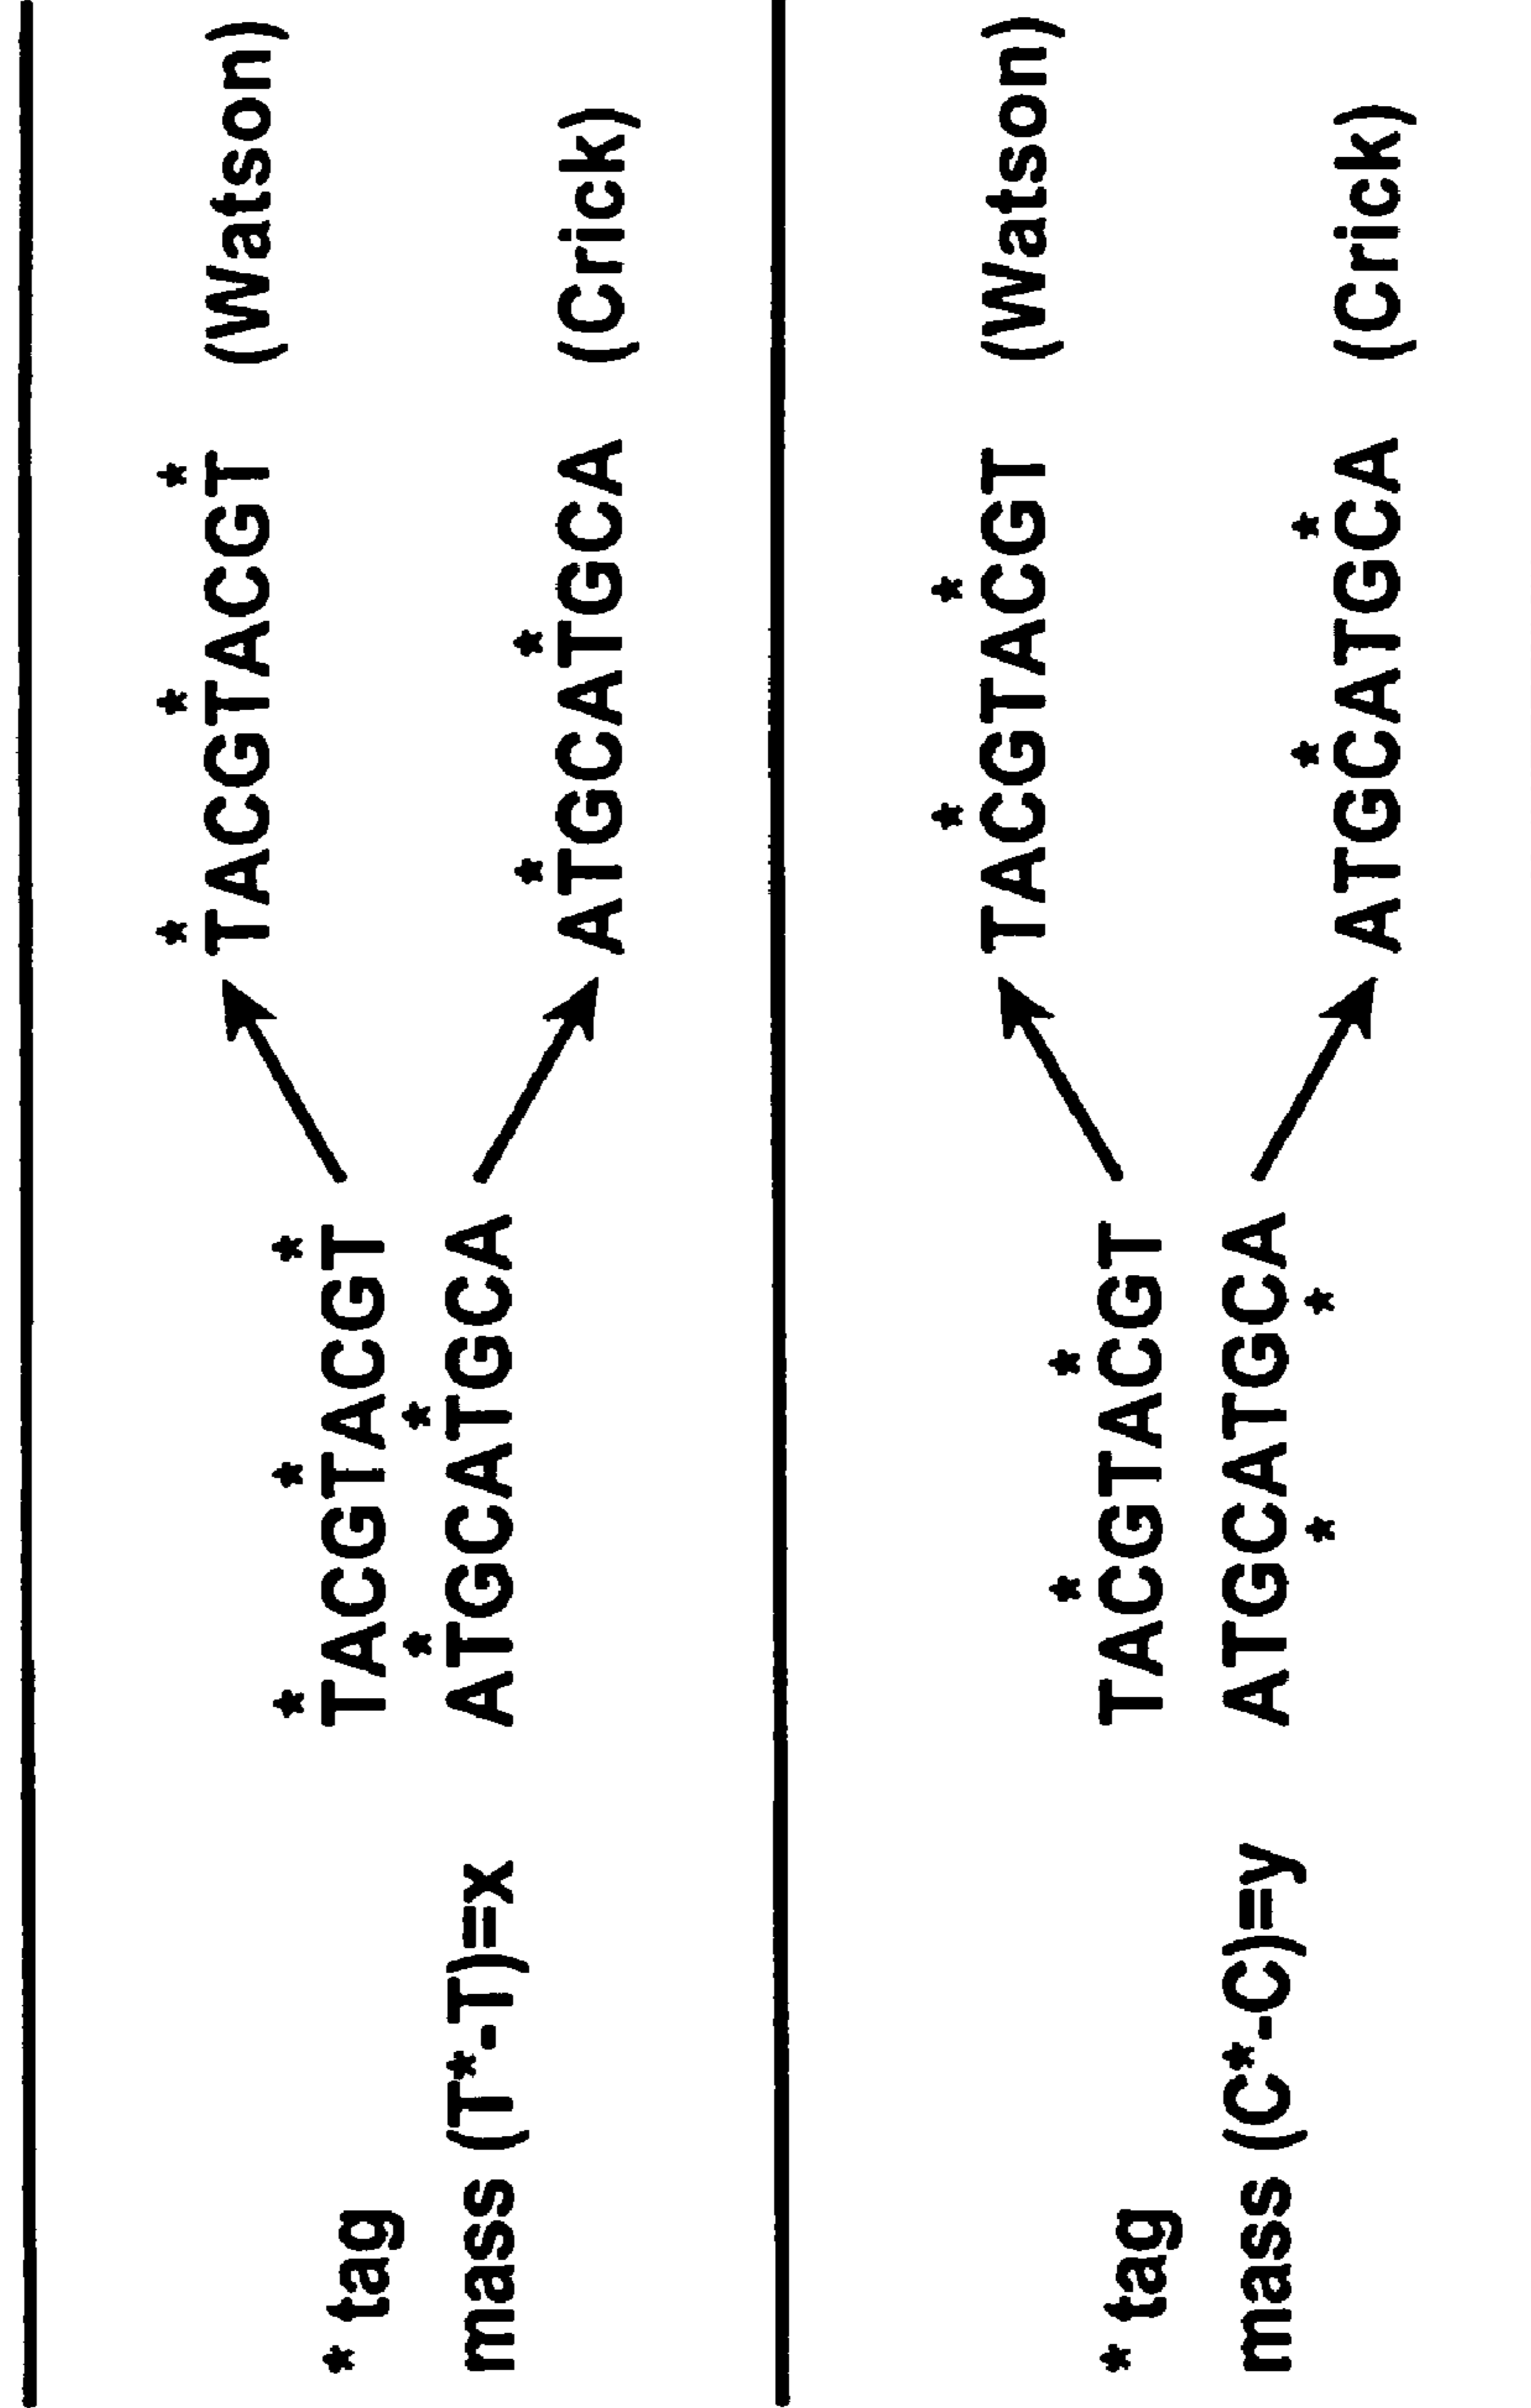 * * *
TACGTACGT (Watson)
* * *
* tag TACGTACGT
* *
mass (T*-T)=x ATGCATGCA
* *
ATGCATGCA (Crick)
* *
TACGTACGT (Watson)
* *
* tag TACGTACGT
mass (C*-C)=y ATGCATGCA
* * * *
ATGCATGCA (Crick)